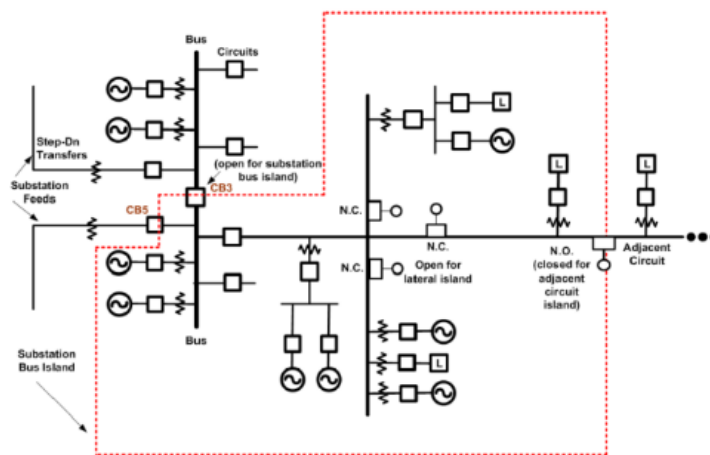 Bus
Circuits
Step-Dn
Transfers
(open for substation
bus island)
Substation
Feeds
CB3
CB5
L
L
L
N.C.
N.C.
N.C.
Open for
lateral island
N.O.
(closed for
adjacent
circuit
island)
Adjacent
Circuit
Bus
Substation
Bus Island
L